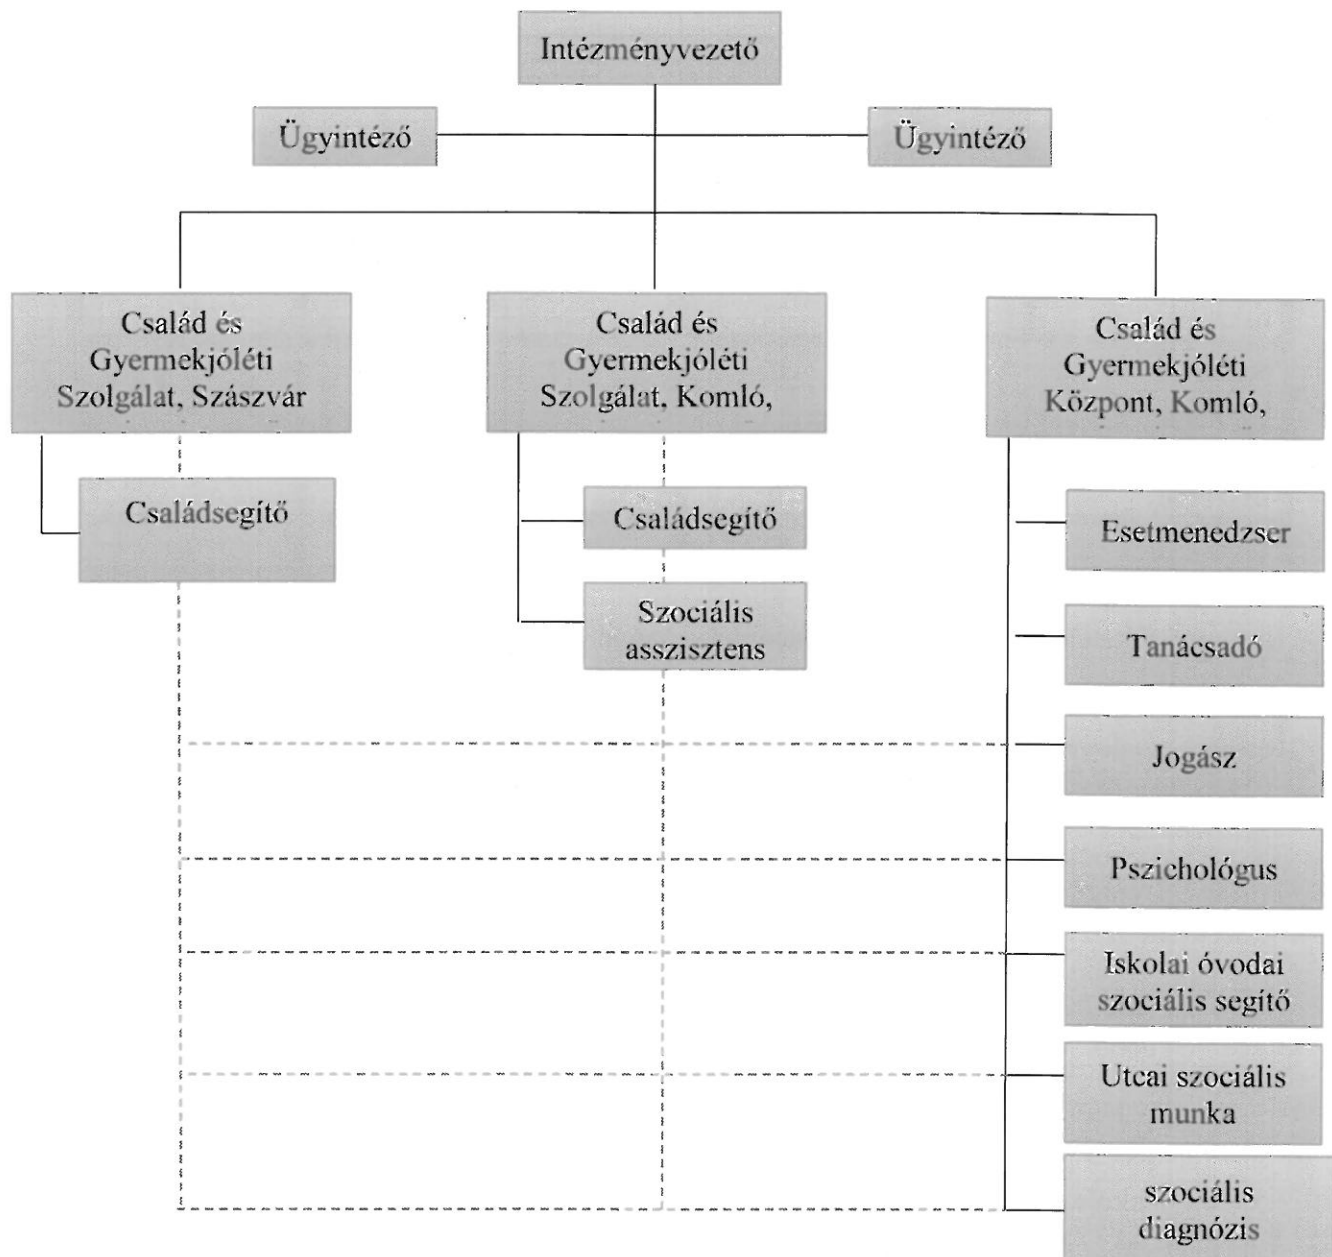 Intézményvezető
Ügyintéző
Ügyintéző
Család és
Gyermekjóléti
Szolgálat, Szászvár
Család és
Gyermekjóléti
Szolgálat, Komló,
Család és
Gyermekjóléti
Központ, Komló,
Családsegítő
Családsegítő
Szociális
asszisztens
Esetmenedzser
Tanácsadó
Jogász
Pszichológus
Iskolai óvodai
szociális segítő
Utcai szociális
munka
szociális
diagnózis